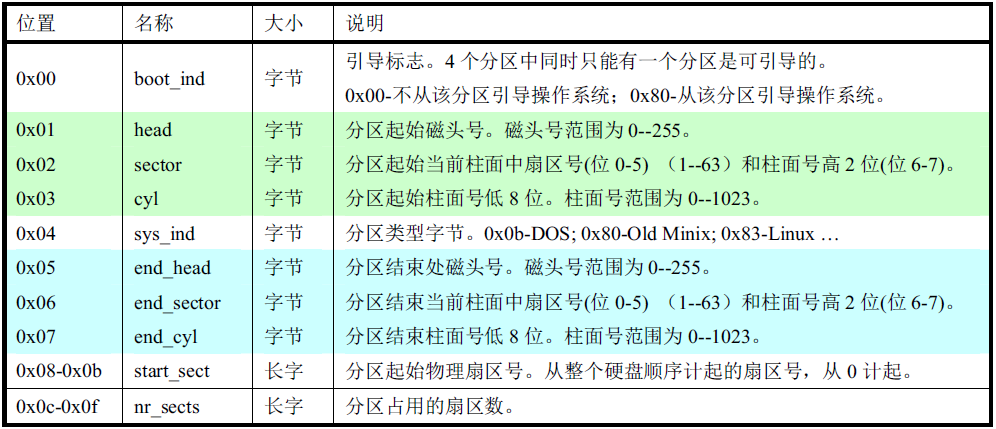 位置 名称 大小 说明
0x00 boot_ind 字节 引导标志。4 个分区中同时只能有一个分区是可引导的。
0x00-不从该分区引导操作系统；0x80-从该分区引导操作系统。
0x01 head 字节 分区起始磁头号。磁头号范围为 0--255。
0x02 sector 字节 分区起始当前柱面中扇区号(位 0-5) （1--63）和柱面号高 2 位(位 6-7)。
0x03 cyl 字节 分区起始柱面号低 8 位。柱面号范围为 0--1023。
0x04 sys_ind 字节 分区类型字节。0x0b-DOS; 0x80-Old Minix; 0x83-Linux …
0x05 end_head 字节 分区结束处磁头号。磁头号范围为 0--255。
0x06 end_sector 字节 分区结束当前柱面中扇区号(位 0-5) （1--63）和柱面号高 2 位(位 6-7)。
0x07 end_cyl 字节 分区结束柱面号低 8 位。柱面号范围为 0--1023。
0x08-0x0b start_sect 长字 分区起始物理扇区号。从整个硬盘顺序计起的扇区号，从 0 计起。
0x0c-0x0f nr_sects 长字 分区占用的扇区数。